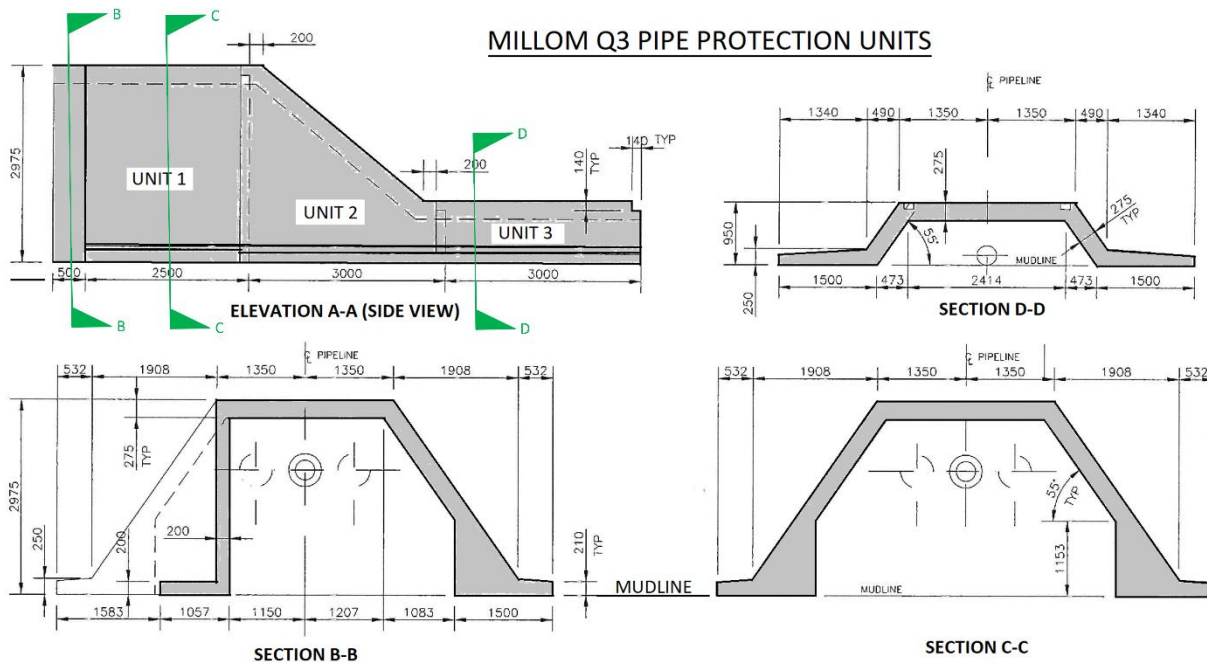 MILLOM Q3 PIPE PROTECTION UNITS
B
C
200
2975
UNIT 1
UNIT 2
UNIT 3
200
D
140 TYP
140
TYP
500
2500
3000
3000
B
C
D
ELEVATION A-A (SIDE VIEW)
℄ PIPELINE
1340
490
1350
1350
490
1340
275
275
TYP
950
55°
MUDLINE
250
1500
473
2414
473
1500
SECTION D-D
℄ PIPELINE
532
1908
1350
1350
1908
532
275
TYP
2975
250
200
200
210
TYP
1583
1057
1150
1207
1083
1500
MUDLINE
SECTION B-B
℄ PIPELINE
532
1908
1350
1350
1908
532
55°
TYP
1153
MUDLINE
SECTION C-C